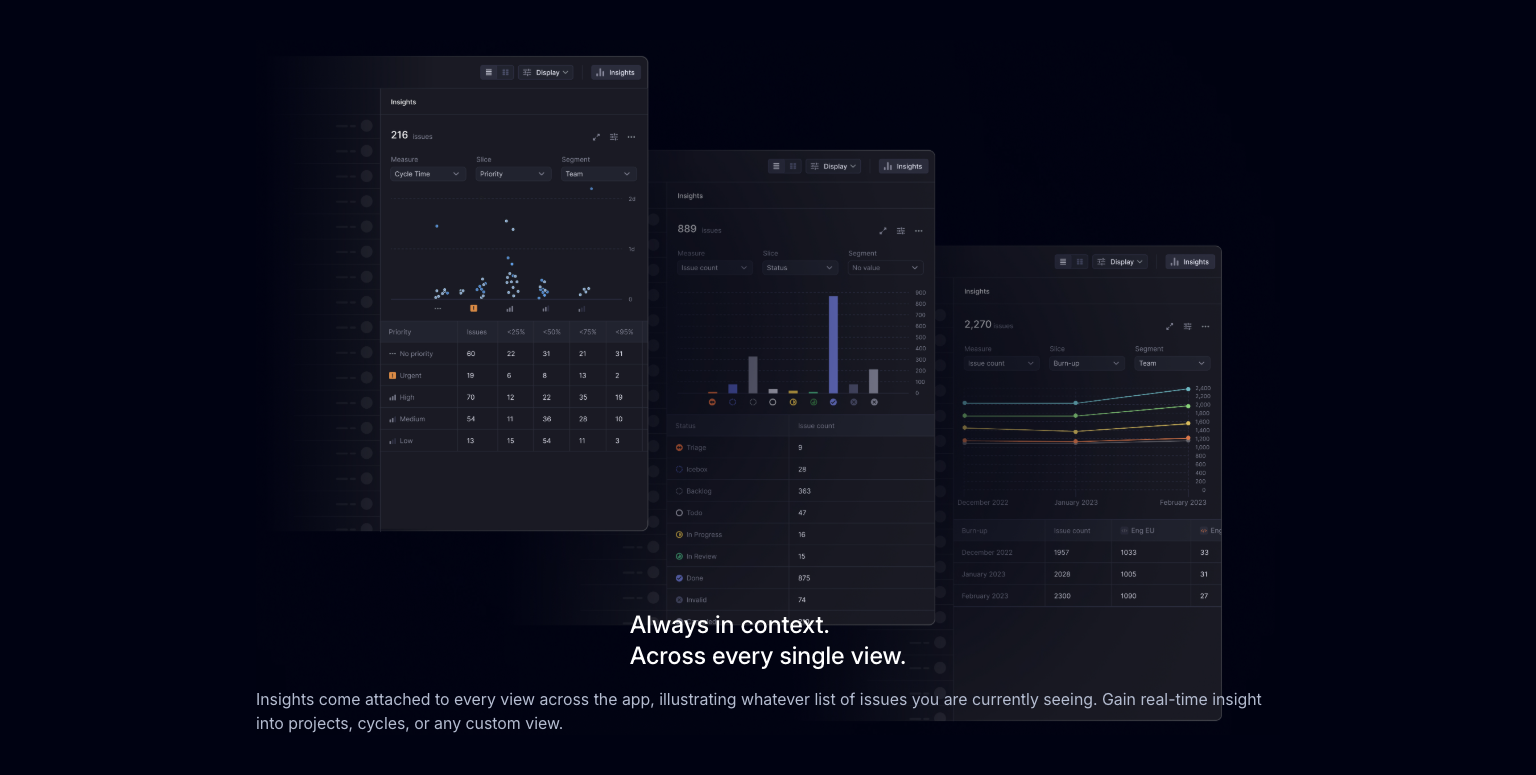 Display
Insights
Insights
216 Issues
Measure Slice Segment
Cycle Time Priority Team
2d
1d
0
Priority Issues <25% <50% <75% <95%
No priority 60 22 31 21 31
Urgent 19 6 8 13 2
High 70 12 22 35 19
Medium 54 11 36 28 10
Low 13 15 54 11 3
Display
Insights
Insights
889 Issues
Measure Slice Segment
Issue count Status No value
900
800
700
600
500
400
300
200
100
0
Status Issue count
Triage 9
Icebox 28
Backlog 363
Todo 47
In Progress 16
In Review 15
Done 875
Invalid 74
Display
Insights
Insights
2,270 Issues
Measure Slice Segment
Issue count Burn-up Team
2,400
2,200
2,000
1,800
1,600
1,400
1,200
1,000
800
600
400
200
0
December 2022 January 2023 February 2023
Burn-up Issue count Eng EU Eng
December 2022 1957 1033 33
January 2023 2028 1005 31
February 2023 2300 1090 27
Always in context.
Across every single view.
Insights come attached to every view across the app, illustrating whatever list of issues you are currently seeing. Gain real-time insight
into projects, cycles, or any custom view.